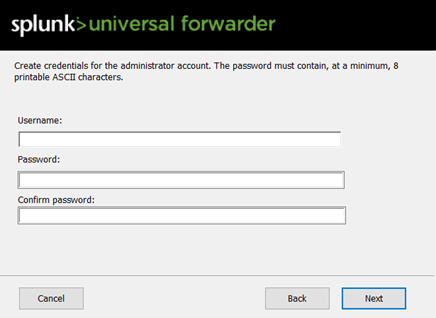 splunk>universal forwarder
Create credentials for the administrator account. The password must contain, at a minimum, 8
printable ASCII characters.
Username:
Password:
Confirm password:
Cancel
Back
Next